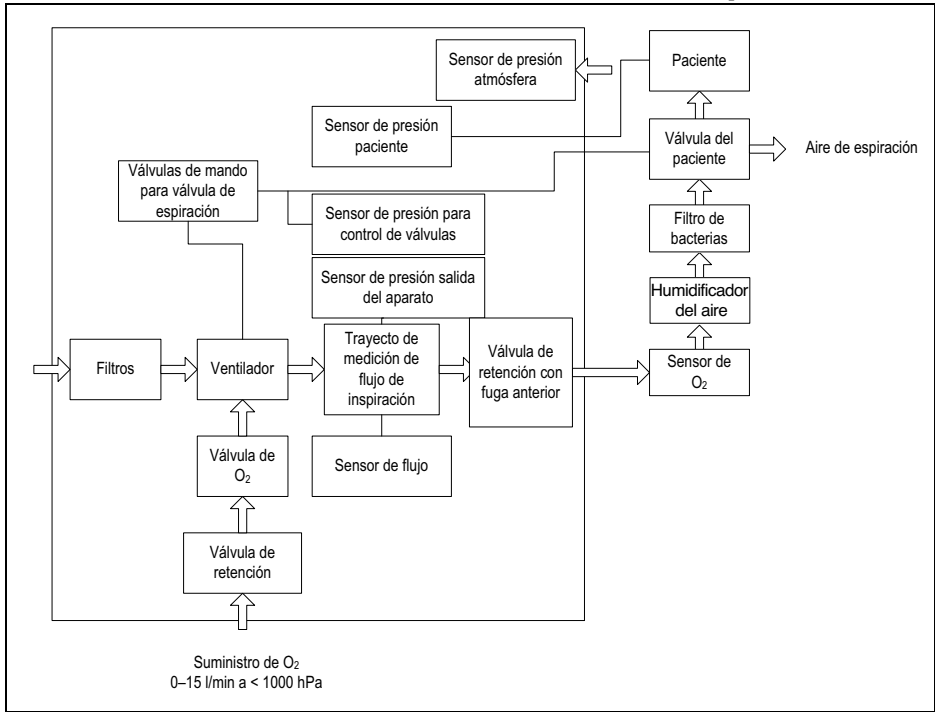 Sensor de presión
atmósfera
Paciente
Sensor de presión
paciente
Válvula del
paciente
Aire de espiración
Válvulas de mando
para válvula de
espiración
Sensor de presión para
control de válvulas
Filtro de
bacterias
Sensor de presión salida
del aparato
Humidificador
del aire
Filtros
Ventilador
Trayecto de
medición de
flujo de
inspiración
Válvula de
retención con
fuga anterior
Sensor de
O2
Válvula de
O2
Sensor de flujo
Válvula de
retención
Suministro de O2
0–15 l/min a < 1000 hPa